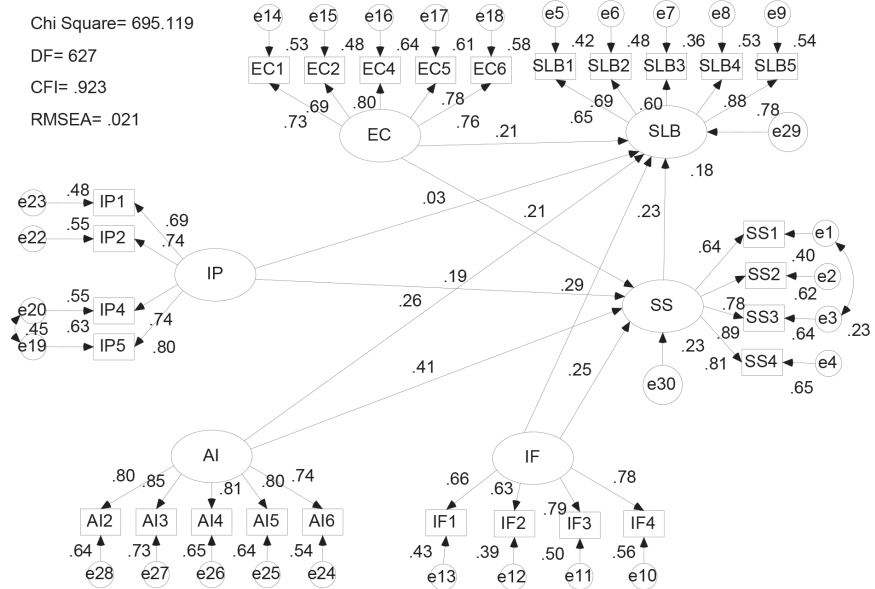 Chi Square= 695.119
DF= 627
CFI= .923
RMSEA= .021
e14 e15 e16 e17 e18
.53 .48 .64 .61 .58
EC1 EC2 EC4 EC5 EC6
.73 .69 .80 .76 .78
EC
e5 e6 e7 e8 e9
.42 .48 .36 .53 .54
SLB1 SLB2 SLB3 SLB4 SLB5
.65 .69 .60 .88 .78
SLB
e29
.18
.21
.03
.21
.23
.19
.29
.26
.41
.25
e23 .48 IP1 .69
e22 .55 IP2 .74
IP
e20 .55 IP4 .74
.45 .63
e19 IP5 .80
SS
.64 SS1 e1
.40
SS2 e2
.78 .62
SS3 e3
.89 .64 .23
.81 SS4 e4
.65
.23
e30
AI
.80 .85 .81 .80 .74
AI2 AI3 AI4 AI5 AI6
.64 .73 .65 .64 .54
e28 e27 e26 e25 e24
IF
.66 .63 .79 .78
IF1 IF2 IF3 IF4
.43 .39 .50 .56
e13 e12 e11 e10